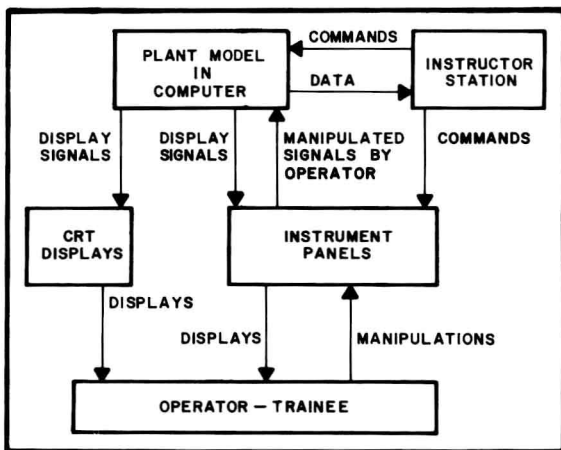 COMMANDS
PLANT MODEL
IN
COMPUTER
INSTRUCTOR
STATION
DATA
DISPLAY
SIGNALS
DISPLAY
SIGNALS
MANIPULATED
SIGNALS BY
OPERATOR
COMMANDS
CRT
DISPLAYS
INSTRUMENT
PANELS
DISPLAYS
DISPLAYS
MANIPULATIONS
OPERATOR – TRAINEE